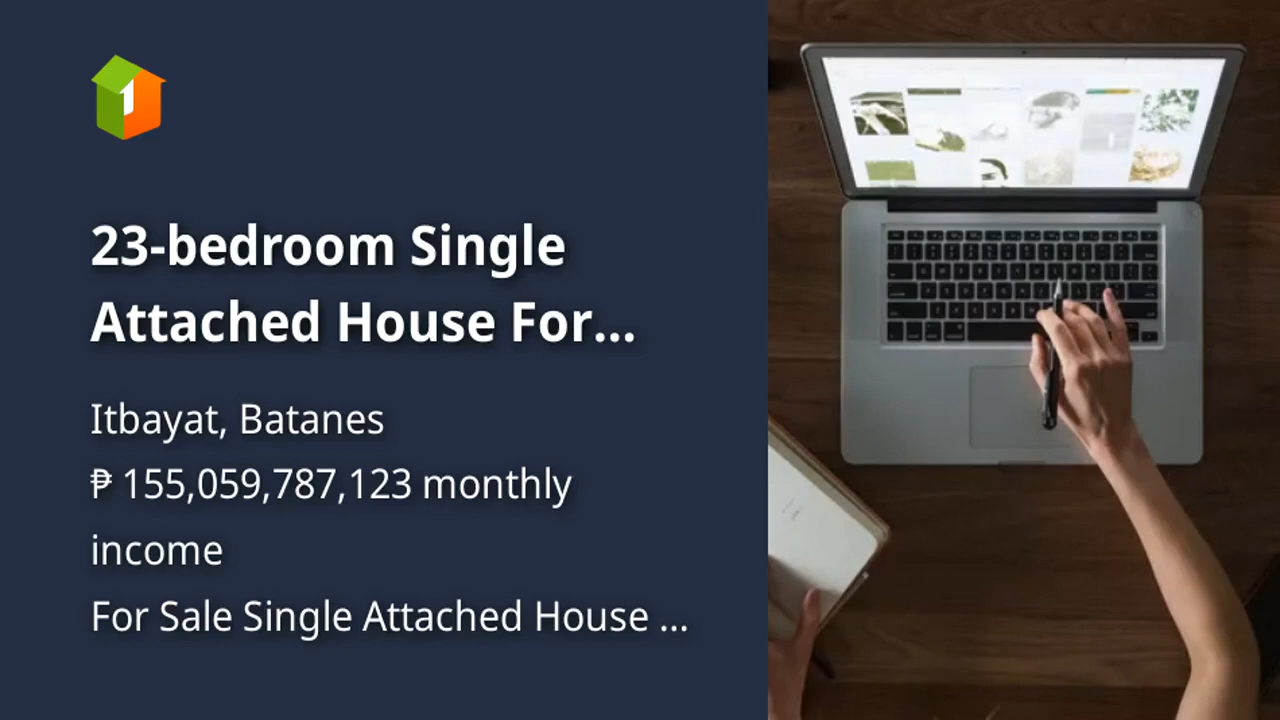 23-bedroom Single
Attached House For...
Itbayat, Batanes
₱ 155,059,787,123 monthly
income
For Sale Single Attached House ...